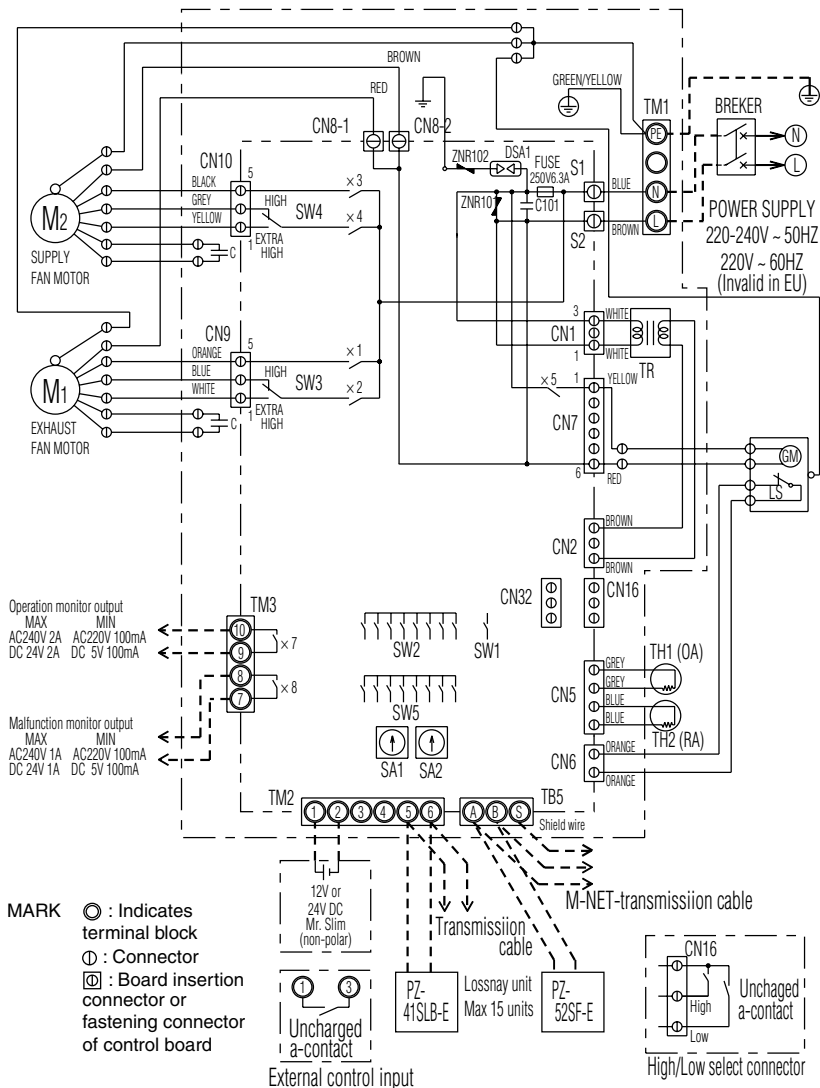 BROWN
RED
GREEN/YELLOW
TM1
BREKER
CN8-1
CN8-2
DSA1
ZNR102
FUSE
250V6.3A
S1
PE
N
L
N
L
BLUE
BROWN
S2
C101
ZNR101
CN10
5
BLACK
GREY
YELLOW
1
HIGH
EXTRA
HIGH
SW4
×3
×4
C
M2
SUPPLY
FAN MOTOR
POWER SUPPLY
220-240V ~ 50HZ
220V ~ 60HZ
(Invalid in EU)
CN9
5
ORANGE
BLUE
WHITE
1
HIGH
EXTRA
HIGH
SW3
×1
×2
C
M1
EXHAUST
FAN MOTOR
3
WHITE
CN1
1
WHITE
TR
×5
1
YELLOW
CN7
6
RED
GM
LS
BROWN
CN2
BROWN
CN32
CN16
Operation monitor output
MAX MIN
AC240V 2A AC220V 100mA
DC 24V 2A DC 5V 100mA
TM3
10
9
8
7
×7
×8
SW2
SW1
SW5
SA1
SA2
Malfunction monitor output
MAX MIN
AC240V 1A AC220V 100mA
DC 24V 1A DC 5V 100mA
CN5
GREY
GREY
BLUE
BLUE
TH1 (OA)
TH2 (RA)
CN6
ORANGE
ORANGE
TM2
1 2 3 4 5 6
A B S
TB5
Shield wire
12V or
24V DC
Mr. Slim
(non-polar)
Transmissiion
cable
M-NET-transmissiion cable
MARK
: Indicates
terminal block
: Connector
: Board insertion
connector or
fastening connector
of control board
1 3
Uncharged
a-contact
External control input
PZ-
41SLB-E
Lossnay unit
Max 15 units
PZ-
52SF-E
CN16
High
Low
Unchaged
a-contact
High/Low select connector